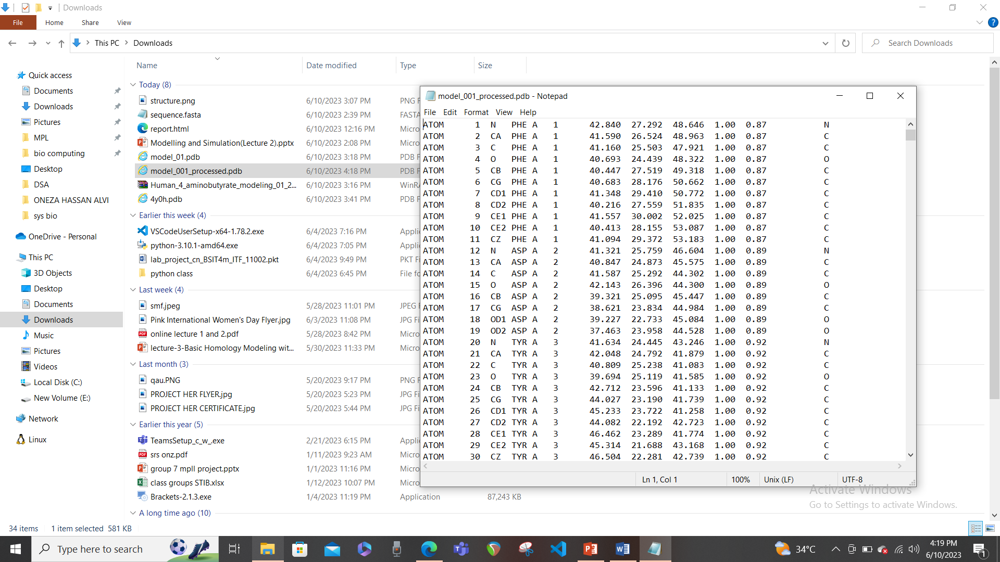 Downloads
File Home Share View
This PC Downloads
Search Downloads
Name Date modified Type Size
Quick access
Documents
Downloads
Pictures
MPL
bio computing
Desktop
DSA
ONEZA HASSAN ALVI
sys bio
OneDrive - Personal
This PC
3D Objects
Desktop
Documents
Downloads
Music
Pictures
Videos
Local Disk (C:)
New Volume (E:)
Network
Linux
Today (8)
structure.png 6/10/2023 3:07 PM PNG F
sequence.fasta 6/10/2023 2:39 PM FASTA
report.html 6/10/2023 12:16 PM Micro
Modelling and Simulation(Lecture 2).pptx 6/10/2023 2:08 PM Micro
model_01.pdb 6/10/2023 3:18 PM PDB F
model_001_processed.pdb 6/10/2023 4:18 PM PDB F
Human_4_aminobutyrate_modeling_01_2... 6/10/2023 3:16 PM WinRA
4y0h.pdb 6/10/2023 3:41 PM PDB F
Earlier this week (4)
VSCodeUserSetup-x64-1.78.2.exe 6/4/2023 7:16 PM Applic
python-3.10.1-amd64.exe 6/4/2023 7:05 PM Applic
lab_project_cn_BSIT4m_ITF_11002.pkt 6/4/2023 9:49 PM PKT Fi
python class 6/4/2023 6:45 PM File fo
Last week (4)
smf.jpeg 5/28/2023 11:01 PM JPEG F
Pink International Women's Day Flyer.jpg 6/3/2023 11:08 PM JPG Fi
online lecture 1 and 2.pdf 5/28/2023 8:42 PM Micro
lecture-3-Basic Homology Modeling wit... 5/30/2023 11:33 PM Micro
Last month (3)
qau.PNG 5/20/2023 9:17 PM PNG F
PROJECT HER FLYER.jpg 5/20/2023 5:23 PM JPG Fi
PROJECT HER CERTIFICATE.jpg 5/20/2023 5:44 PM JPG Fi
Earlier this year (5)
TeamsSetup_c_w_.exe 2/21/2023 6:15 PM Applic
srs onz.pdf 1/11/2023 9:23 AM Micro
group 7 mpll project.pptx 1/1/2023 11:16 PM Micro
class groups STIB.xlsx 1/12/2023 10:07 PM Micro
Brackets-2.1.3.exe 1/4/2023 11:19 PM Application 87,243 KB
A long time ago (10)
model_001_processed.pdb - Notepad
File Edit Format View Help
ATOM 1 N PHE A 1 42.840 27.292 48.646 1.00 0.87 N
ATOM 2 CA PHE A 1 41.590 26.524 48.963 1.00 0.87 C
ATOM 3 C PHE A 1 41.160 25.503 47.921 1.00 0.87 C
ATOM 4 O PHE A 1 40.693 24.439 48.322 1.00 0.87 O
ATOM 5 CB PHE A 1 40.447 27.519 49.318 1.00 0.87 C
ATOM 6 CG PHE A 1 40.683 28.176 50.662 1.00 0.87 C
ATOM 7 CD1 PHE A 1 41.348 29.410 50.772 1.00 0.87 C
ATOM 8 CD2 PHE A 1 40.216 27.559 51.835 1.00 0.87 C
ATOM 9 CE1 PHE A 1 41.557 30.002 52.025 1.00 0.87 C
ATOM 10 CE2 PHE A 1 40.413 28.155 53.087 1.00 0.87 C
ATOM 11 CZ PHE A 1 41.094 29.372 53.183 1.00 0.87 C
ATOM 12 N ASP A 2 41.321 25.759 46.604 1.00 0.89 N
ATOM 13 CA ASP A 2 40.847 24.873 45.575 1.00 0.89 C
ATOM 14 C ASP A 2 41.587 25.292 44.302 1.00 0.89 C
ATOM 15 O ASP A 2 42.143 26.396 44.300 1.00 0.89 O
ATOM 16 CB ASP A 2 39.321 25.095 45.447 1.00 0.89 C
ATOM 17 CG ASP A 2 38.621 23.834 44.984 1.00 0.89 C
ATOM 18 OD1 ASP A 2 39.227 22.733 45.084 1.00 0.89 O
ATOM 19 OD2 ASP A 2 37.463 23.958 44.528 1.00 0.89 O
ATOM 20 N TYR A 3 41.634 24.445 43.246 1.00 0.92 N
ATOM 21 CA TYR A 3 42.048 24.792 41.879 1.00 0.92 C
ATOM 22 C TYR A 3 40.809 25.238 41.083 1.00 0.92 C
ATOM 23 O TYR A 3 39.694 25.119 41.585 1.00 0.92 O
ATOM 24 CB TYR A 3 42.712 23.596 41.133 1.00 0.92 C
ATOM 25 CG TYR A 3 44.027 23.190 41.739 1.00 0.92 C
ATOM 26 CD1 TYR A 3 45.233 23.722 41.258 1.00 0.92 C
ATOM 27 CD2 TYR A 3 44.082 22.192 42.723 1.00 0.92 C
ATOM 28 CE1 TYR A 3 46.462 23.289 41.774 1.00 0.92 C
ATOM 29 CE2 TYR A 3 45.314 21.688 43.168 1.00 0.92 C
ATOM 30 CZ TYR A 3 46.504 22.281 42.739 1.00 0.92 C
Ln 1, Col 1 100% Unix (LF) UTF-8
Activate Windows
Go to Settings to activate Windows.
34 items 1 item selected 581 KB
Type here to search
34°C
4:19 PM
6/10/2023
1